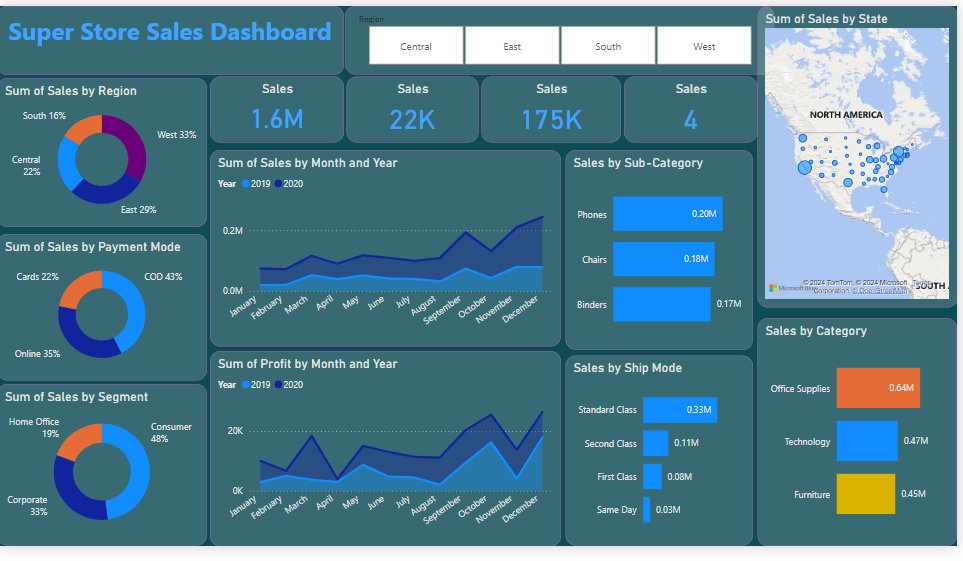 Super Store Sales Dashboard
Region
Central
East
South
West
Sum of Sales by State
NORTH AMERICA
© 2024 TomTom, © 2024 Microsoft
Terms
Corporation, © OpenStreetMap
SOUTH A
Sum of Sales by Region
South 16%
West 33%
Central
22%
East 29%
Sales
1.6M
Sales
22K
Sales
175K
Sales
4
Sum of Sales by Payment Mode
Cards 22%
COD 43%
Online 35%
Sum of Sales by Segment
Home Office
19%
Consumer
48%
Corporate
33%
Sum of Sales by Month and Year
Year 2019 2020
0.2M
0.0M
January
February
March
April
May
June
July
August
September
October
November
December
Sum of Profit by Month and Year
Year 2019 2020
20K
0K
January
February
March
April
May
June
July
August
September
October
November
December
Sales by Sub-Category
Phones 0.20M
Chairs 0.18M
Binders 0.17M
Sales by Ship Mode
Standard Class 0.33M
Second Class 0.11M
First Class 0.08M
Same Day 0.03M
Sales by Category
Office Supplies 0.64M
Technology 0.47M
Furniture 0.45M